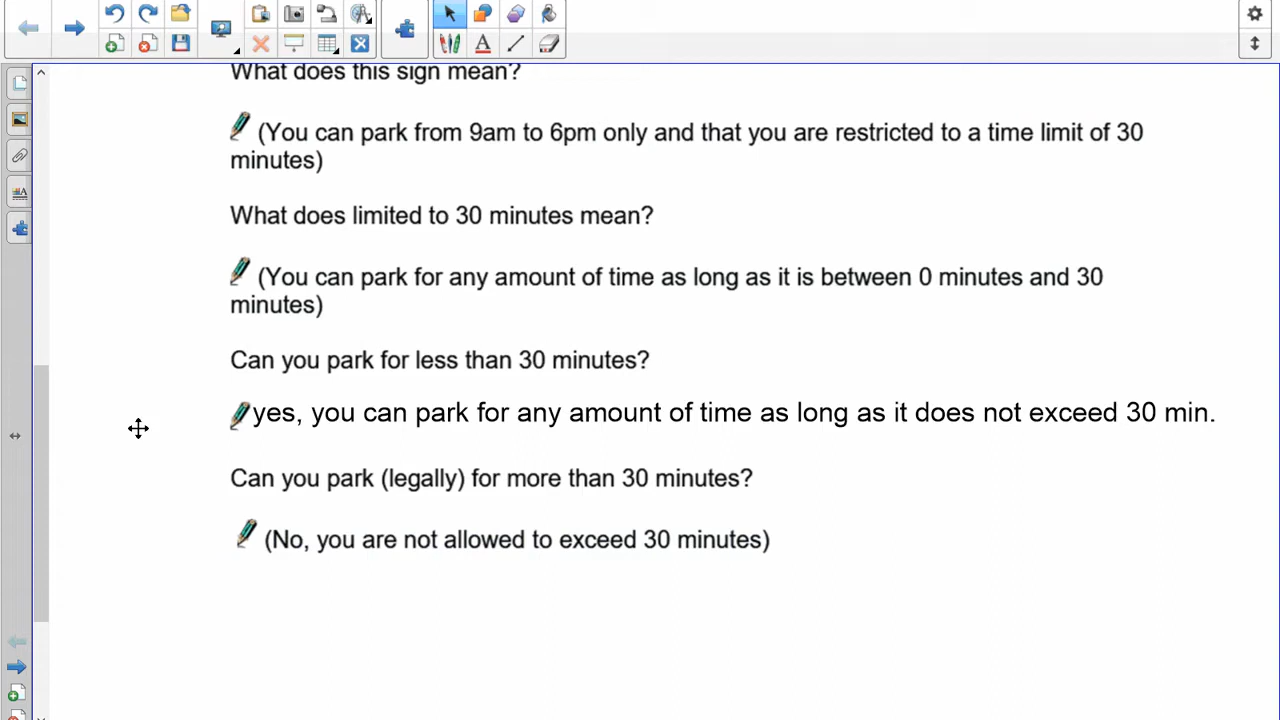 What does this sign mean?
(You can park from 9am to 6pm only and that you are restricted to a time limit of 30
minutes)
What does limited to 30 minutes mean?
(You can park for any amount of time as long as it is between 0 minutes and 30
minutes)
Can you park for less than 30 minutes?
yes, you can park for any amount of time as long as it does not exceed 30 min.
Can you park (legally) for more than 30 minutes?
(No, you are not allowed to exceed 30 minutes)